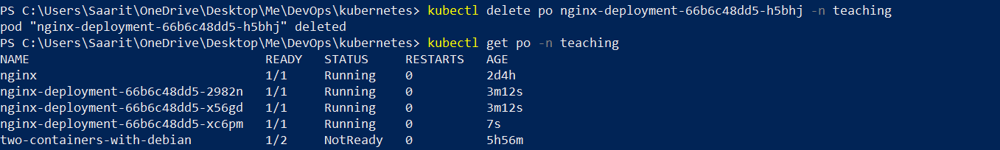 PS C:\Users\Saarit\OneDrive\Desktop\Me\DevOps\kubernetes> kubectl delete po nginx-deployment-66b6c48dd5-h5bhj -n teaching
pod "nginx-deployment-66b6c48dd5-h5bhj" deleted
PS C:\Users\Saarit\OneDrive\Desktop\Me\DevOps\kubernetes> kubectl get po -n teaching
NAME READY STATUS RESTARTS AGE
nginx 1/1 Running 0 2d4h
nginx-deployment-66b6c48dd5-2982n 1/1 Running 0 3m12s
nginx-deployment-66b6c48dd5-x56gd 1/1 Running 0 3m12s
nginx-deployment-66b6c48dd5-xc6pm 1/1 Running 0 7s
two-containers-with-debian 1/2 NotReady 0 5h56m